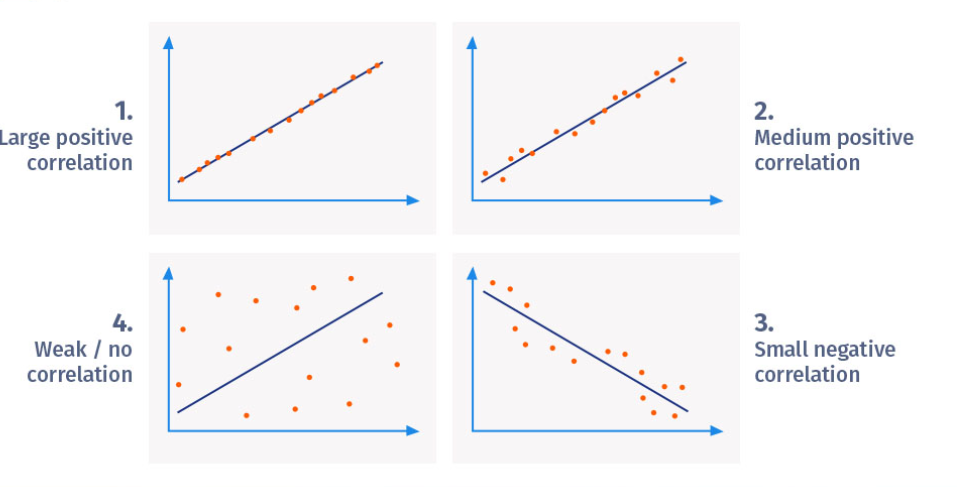 1.
Large positive
correlation
2.
Medium positive
correlation
4.
Weak / no
correlation
3.
Small negative
correlation